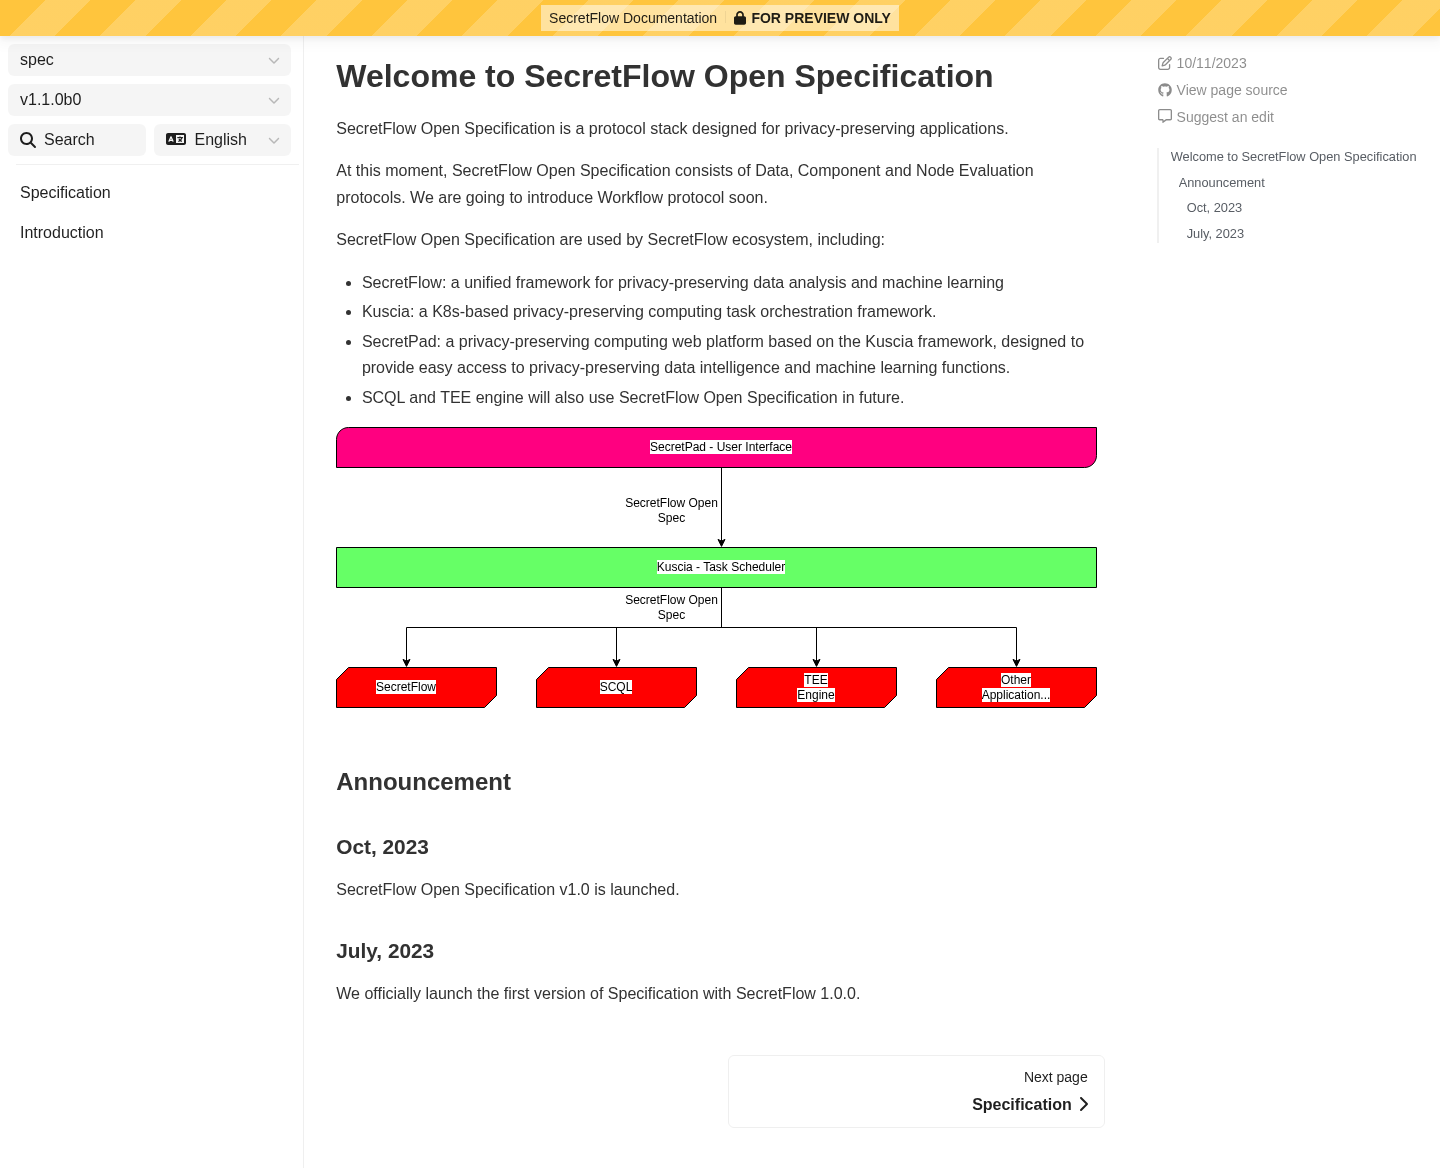 SecretFlow Documentation FOR PREVIEW ONLY
spec
v1.1.0b0
Search English
Specification
Introduction
Welcome to SecretFlow Open Specification
SecretFlow Open Specification is a protocol stack designed for privacy-preserving applications.
At this moment, SecretFlow Open Specification consists of Data, Component and Node Evaluation
protocols. We are going to introduce Workflow protocol soon.
SecretFlow Open Specification are used by SecretFlow ecosystem, including:
• SecretFlow: a unified framework for privacy-preserving data analysis and machine learning
• Kuscia: a K8s-based privacy-preserving computing task orchestration framework.
• SecretPad: a privacy-preserving computing web platform based on the Kuscia framework, designed to
provide easy access to privacy-preserving data intelligence and machine learning functions.
• SCQL and TEE engine will also use SecretFlow Open Specification in future.
SecretPad - User Interface
SecretFlow Open
Spec
Kuscia - Task Scheduler
SecretFlow Open
Spec
SecretFlow
SCQL
TEE
Engine
Other
Application...
Announcement
Oct, 2023
SecretFlow Open Specification v1.0 is launched.
July, 2023
We officially launch the first version of Specification with SecretFlow 1.0.0.
Next page
Specification
10/11/2023
View page source
Suggest an edit
Welcome to SecretFlow Open Specification
Announcement
Oct, 2023
July, 2023